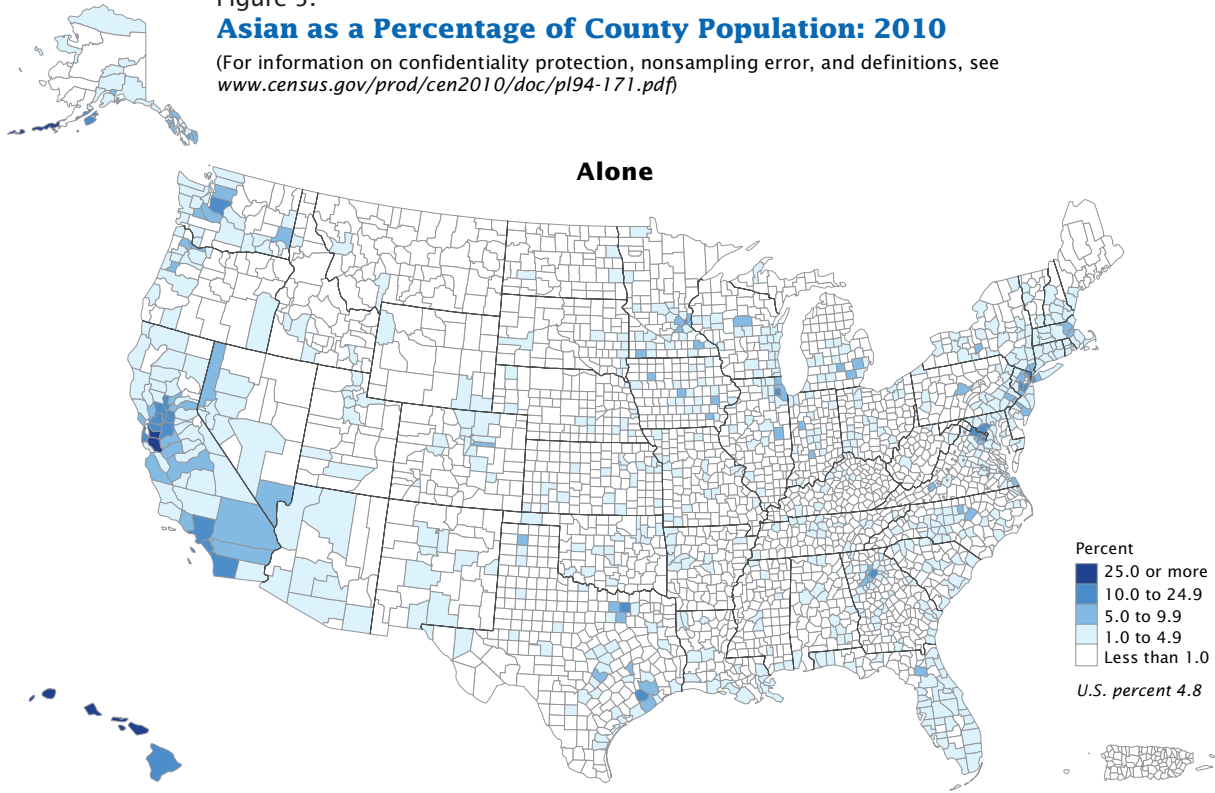 Figure 5.
Asian as a Percentage of County Population: 2010
(For information on confidentiality protection, nonsampling error, and definitions, see
www.census.gov/prod/cen2010/doc/pl94-171.pdf)
Alone
Percent
25.0 or more
10.0 to 24.9
5.0 to 9.9
1.0 to 4.9
Less than 1.0
U.S. percent 4.8